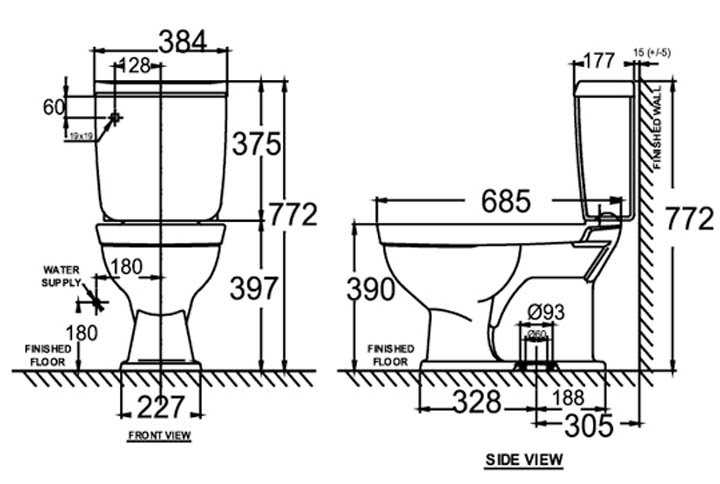 384
128
60
19x19
375
772
WATER
SUPPLY
180
180
397
FINISHED
FLOOR
227
FRONT VIEW
177
15 (+/-5)
FINISHED WALL
685
772
390
Ø93
Ø60
FINISHED
FLOOR
328
188
305
SIDE VIEW